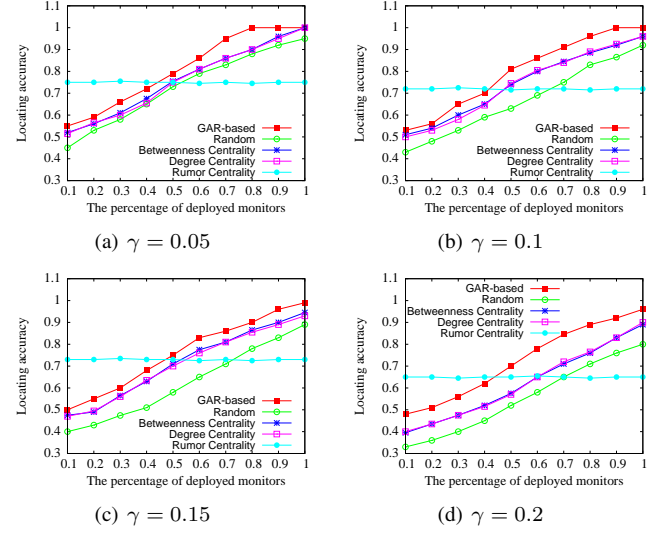 1.1
1
0.9
0.8
0.7
0.6
0.5
0.4
0.3
Locating accuracy
GAR-based
Random
Betweenness Centrality
Degree Centrality
Rumor Centrality
0.1 0.2 0.3 0.4 0.5 0.6 0.7 0.8 0.9 1
The percentage of deployed monitors
(a) γ = 0.05
1.1
1
0.9
0.8
0.7
0.6
0.5
0.4
0.3
Locating accuracy
GAR-based
Random
Betweenness Centrality
Degree Centrality
Rumor Centrality
0.1 0.2 0.3 0.4 0.5 0.6 0.7 0.8 0.9 1
The percentage of deployed monitors
(b) γ = 0.1
1.1
1
0.9
0.8
0.7
0.6
0.5
0.4
0.3
Locating accuracy
GAR-based
Random
Betweenness Centrality
Degree Centrality
Rumor Centrality
0.1 0.2 0.3 0.4 0.5 0.6 0.7 0.8 0.9 1
The percentage of deployed monitors
(c) γ = 0.15
1.1
1
0.9
0.8
0.7
0.6
0.5
0.4
0.3
Locating accuracy
GAR-based
Random
Betweenness Centrality
Degree Centrality
Rumor Centrality
0.1 0.2 0.3 0.4 0.5 0.6 0.7 0.8 0.9 1
The percentage of deployed monitors
(d) γ = 0.2